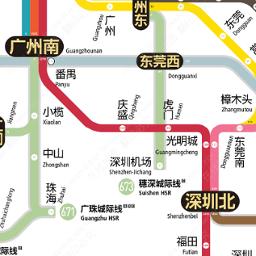 广州
州东
东莞
广州南
Guangzhounan
东莞西
Dongguanxi
番禺
Panyu
小榄
Xiaolan
庆盛
Qingsheng
虎门
Humen
樟木头
Zhangmutou
中山
Zhongshan
深圳机场
Shenzhen-Jichang
光明城
Guangmingcheng
东莞南
Dongguannan
珠海
Zhuhai
673
穗深城际线
Suishen HSR
671
广珠城际线
Guangzhu HSR
深圳北
Shenzhenbei
福田
Futian